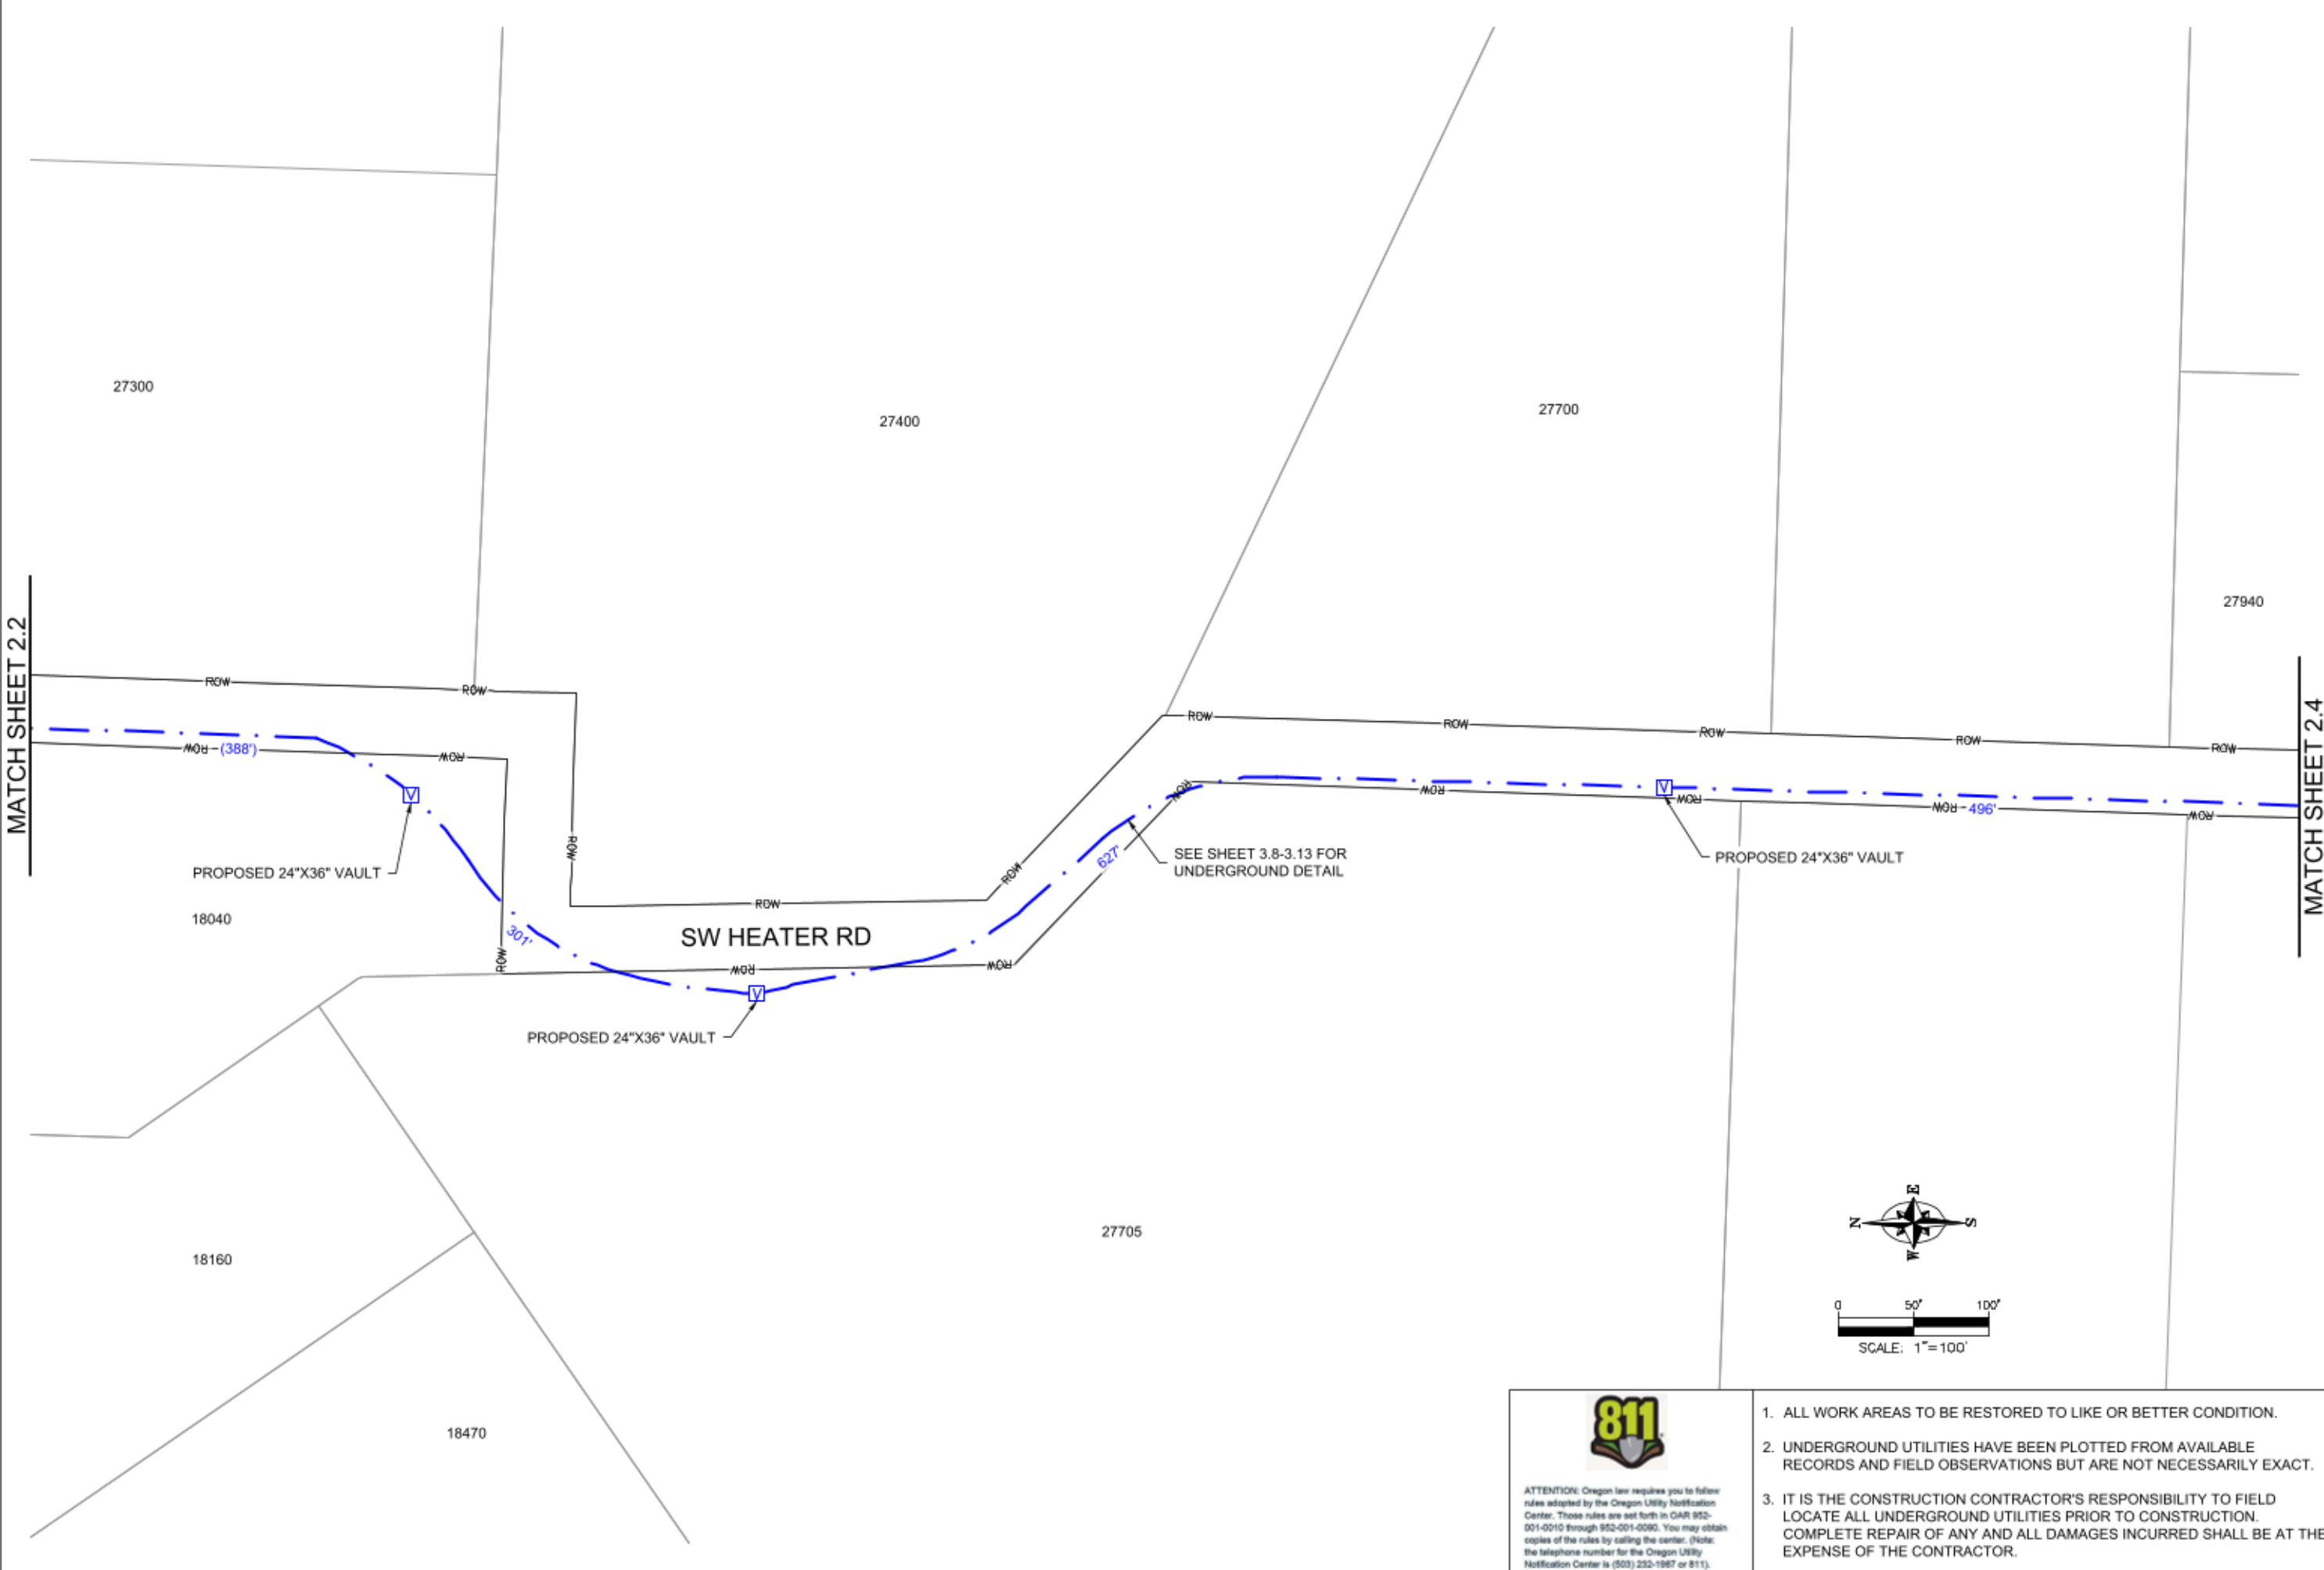 27300
27400
27700
27940
MATCH SHEET 2.2
MATCH SHEET 2.4
ROW
ROW
ROW
ROW
ROW
ROW
ROW
ROW
(388')
ROW
ROW
ROW
ROW
496'
ROW
V
V
PROPOSED 24"X36" VAULT
ROW
ROW
ROW
ROW
627'
SEE SHEET 3.8-3.13 FOR
UNDERGROUND DETAIL
PROPOSED 24"X36" VAULT
18040
301'
ROW
ROW
SW HEATER RD
ROW
ROW
V
PROPOSED 24"X36" VAULT
27705
18160
18470
E
N
S
W
0 50' 100'
SCALE: 1"=100'
811
ATTENTION: Oregon law requires you to follow
rules adopted by the Oregon Utility Notification
Center. Those rules are set forth in OAR 952-
001-0010 through 952-001-0090. You may obtain
copies of the rules by calling the center. (Note:
the telephone number for the Oregon Utility
Notification Center is (503) 232-1987 or 811).
1. ALL WORK AREAS TO BE RESTORED TO LIKE OR BETTER CONDITION.
2. UNDERGROUND UTILITIES HAVE BEEN PLOTTED FROM AVAILABLE
RECORDS AND FIELD OBSERVATIONS BUT ARE NOT NECESSARILY EXACT.
3. IT IS THE CONSTRUCTION CONTRACTOR'S RESPONSIBILITY TO FIELD
LOCATE ALL UNDERGROUND UTILITIES PRIOR TO CONSTRUCTION.
COMPLETE REPAIR OF ANY AND ALL DAMAGES INCURRED SHALL BE AT THE
EXPENSE OF THE CONTRACTOR.